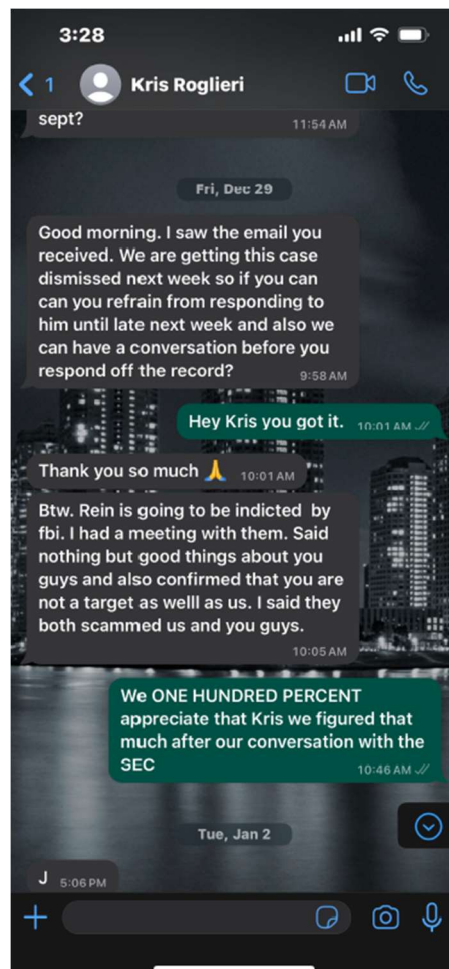 3:28
1
Kris Roglieri
sept?
11:54 AM
Fri, Dec 29
Good morning. I saw the email you
received. We are getting this case
dismissed next week so if you can
can you refrain from responding to
him until late next week and also we
can have a conversation before you
respond off the record?
9:58 AM
Hey Kris you got it. 10:01 AM
Thank you so much 🙏 10:01 AM
Btw. Rein is going to be indicted by
fbi. I had a meeting with them. Said
nothing but good things about you
guys and also confirmed that you are
not a target as welll as us. I said they
both scammed us and you guys.
10:05 AM
We ONE HUNDRED PERCENT
appreciate that Kris we figured that
much after our conversation with the
SEC
10:46 AM
Tue, Jan 2
J 5:06 PM